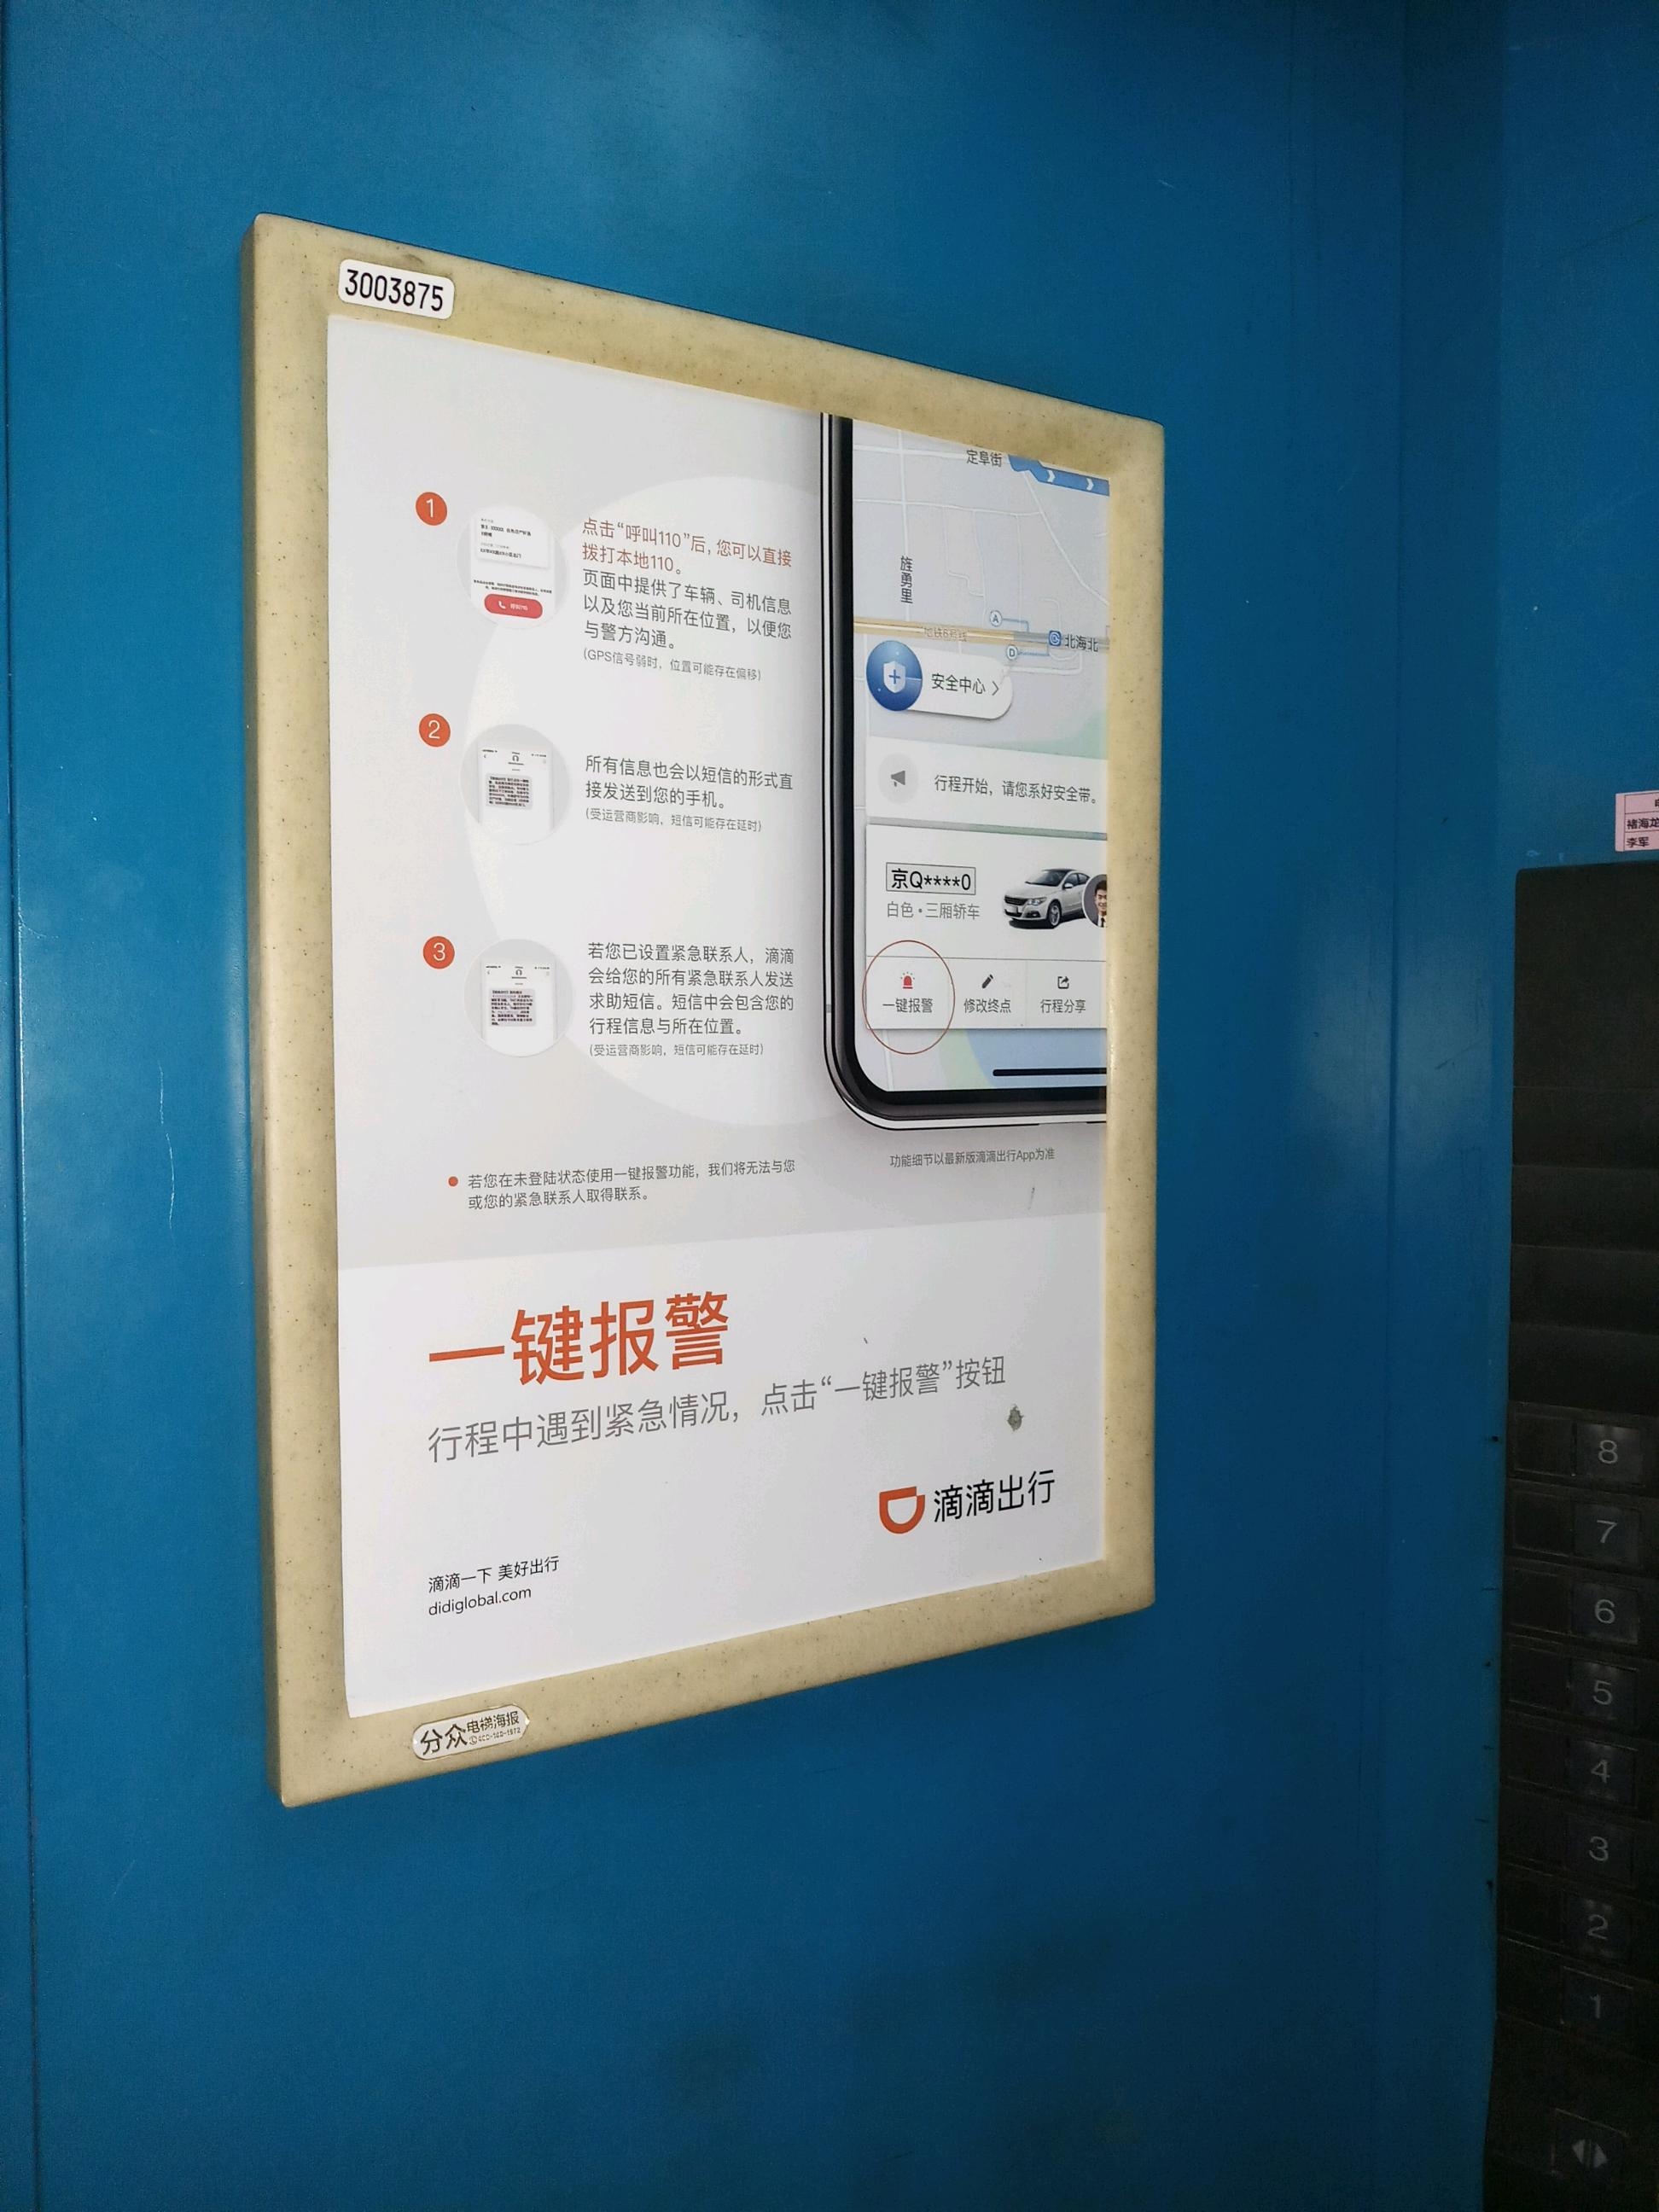 3003875
1
点击“呼叫110”后，您可以直接
拨打本地110。
页面中提供了车辆、司机信息
以及您当前所在位置，以便您
与警方沟通。
(GPS信号弱时，位置可能存在偏移)
2
所有信息也会以短信的形式直
接发送到您的手机。
(受运营商影响，短信可能存在延时)
3
若您已设置紧急联系人，滴滴
会给您的所有紧急联系人发送
求助短信。短信中会包含您的
行程信息与所在位置。
(受运营商影响，短信可能存在延时)
若您在未登陆状态使用一键报警功能，我们将无法与您
或您的紧急联系人取得联系。
定阜街
旌勇里
A
地铁6号线
北海北
D
安全中心
行程开始，请您系好安全带。
京Q****0
白色·三厢轿车
一键报警
修改终点
行程分享
功能细节以最新版滴滴出行App为准
一键报警
行程中遇到紧急情况，点击“一键报警”按钮
滴滴出行
滴滴一下 美好出行
didiglobal.com
分众电梯海报
褚海龙
李军
8
7
6
5
4
3
2
1